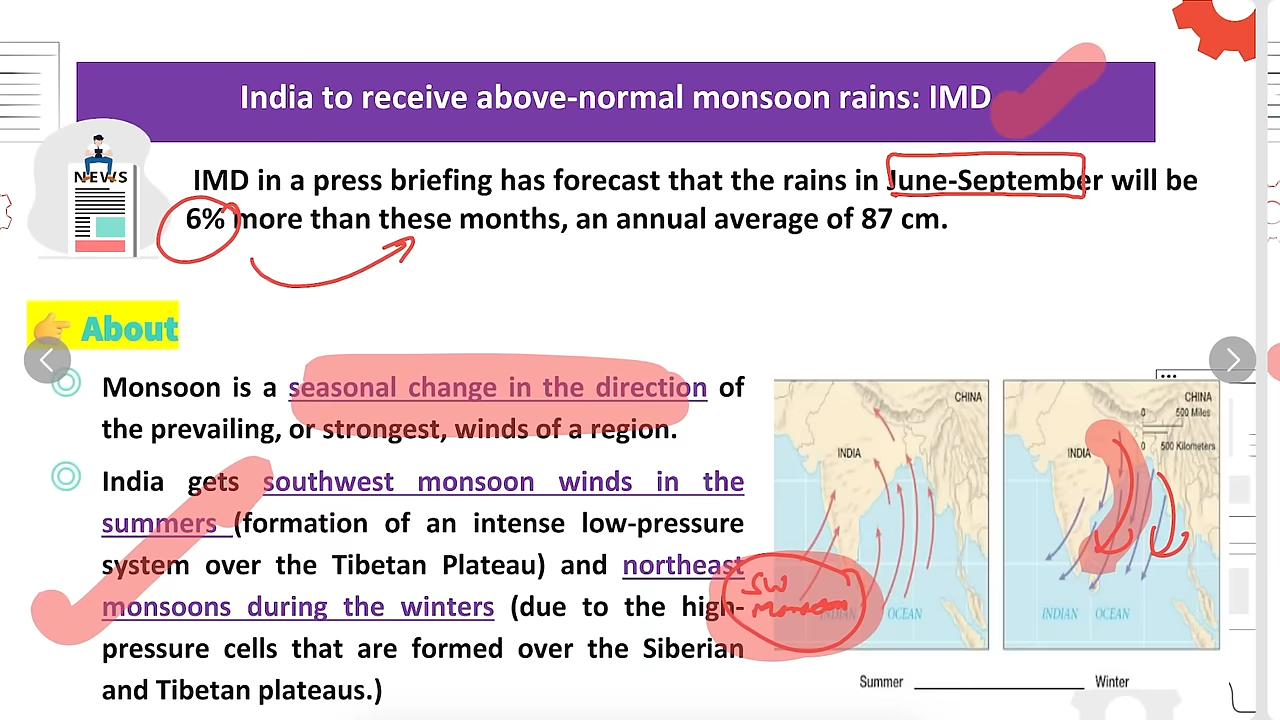 India to receive above-normal monsoon rains: IMD
NEWS
IMD in a press briefing has forecast that the rains in June-September will be
6% more than these months, an annual average of 87 cm.
About
Monsoon is a seasonal change in the direction of
the prevailing, or strongest, winds of a region.
India gets southwest monsoon winds in the
summers (formation of an intense low-pressure
system over the Tibetan Plateau) and northeast
monsoons during the winters (due to the high-
pressure cells that are formed over the Siberian
and Tibetan plateaus.)
CHINA
INDIA
SW
Monsoon
INDIAN OCEAN
CHINA
0 500 Miles
0 500 Kilometers
INDIA
INDIAN OCEAN
Summer
Winter